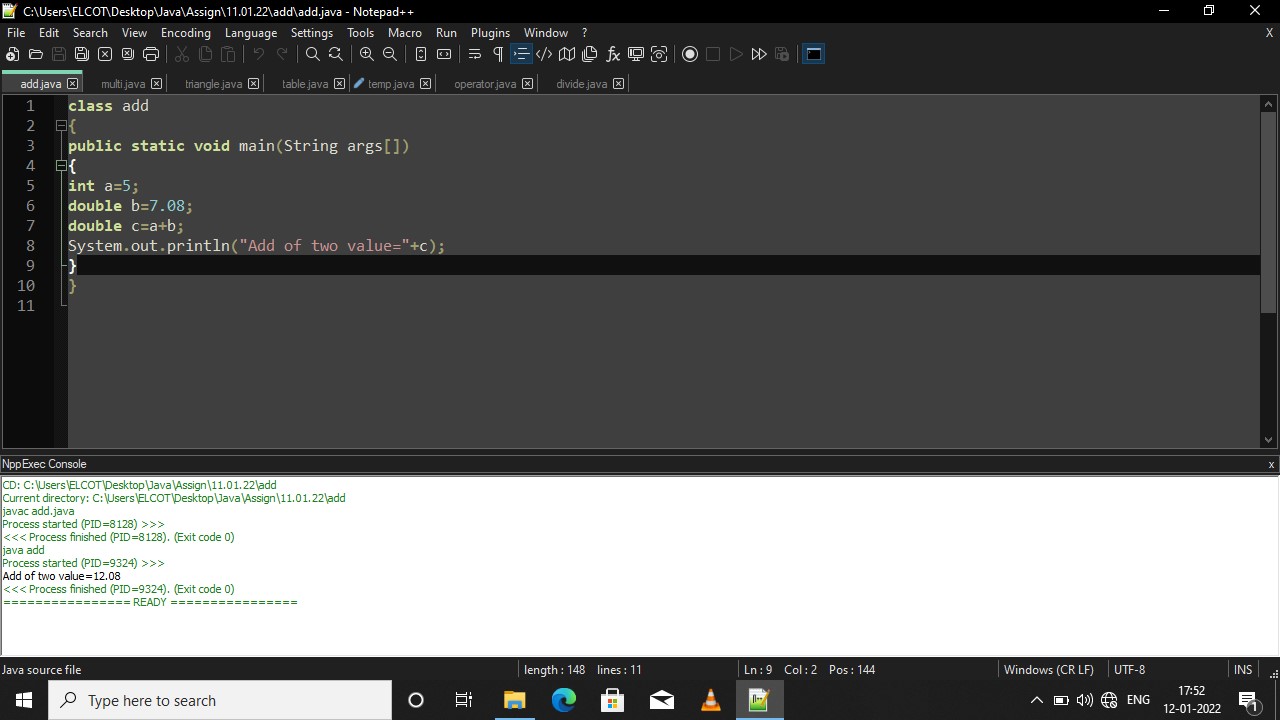 C:\Users\ELCOT\Desktop\Java\Assign\11.01.22\add\add.java - Notepad++
File Edit Search View Encoding Language Settings Tools Macro Run Plugins Window ? X
add.java multi.java triangle.java table.java temp.java operator.java divide.java
1 class add
2 {
3 public static void main(String args[])
4 {
5 int a=5;
6 double b=7.08;
7 double c=a+b;
8 System.out.println("Add of two value="+c);
9 }
10 }
11
NppExec Console x
CD: C:\Users\ELCOT\Desktop\Java\Assign\11.01.22\add
Current directory: C:\Users\ELCOT\Desktop\Java\Assign\11.01.22\add
javac add.java
Process started (PID=8128) >>>
<<< Process finished (PID=8128). (Exit code 0)
java add
Process started (PID=9324) >>>
Add of two value=12.08
<<< Process finished (PID=9324). (Exit code 0)
================ READY ================
Java source file length : 148 lines : 11 Ln : 9 Col : 2 Pos : 144 Windows (CR LF) UTF-8 INS
Type here to search ENG 17:52 1
12-01-2022